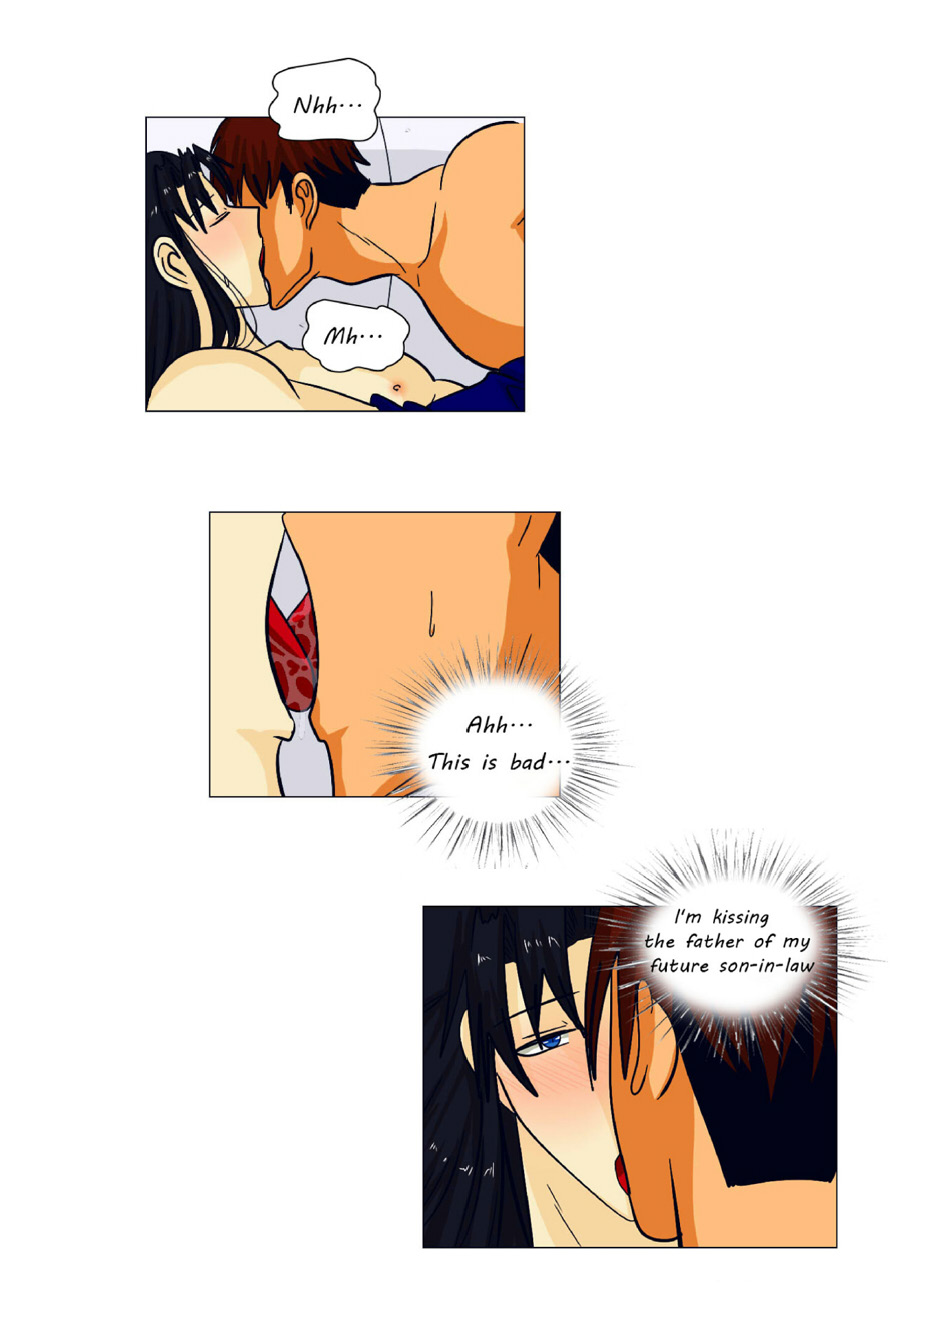 Nhh···
Mh···
Ahh···
This is bad···
I'm kissing
the father of my
future son-in-law